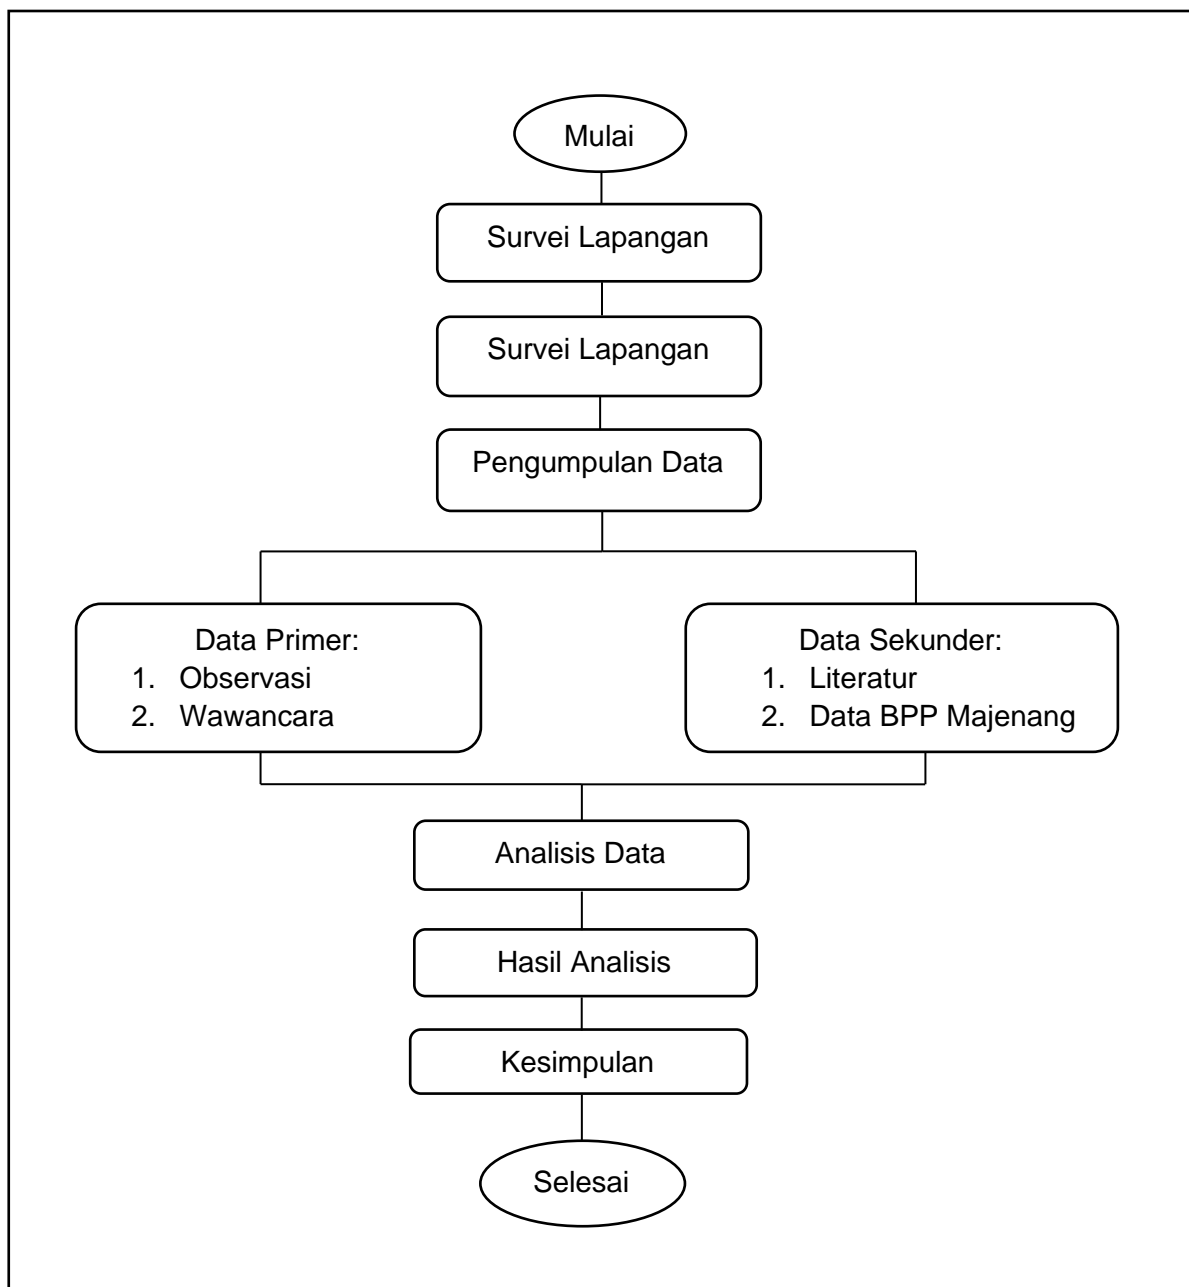 Mulai
Survei Lapangan
Survei Lapangan
Pengumpulan Data
Data Primer:
1. Observasi
2. Wawancara
Data Sekunder:
1. Literatur
2. Data BPP Majenang
Analisis Data
Hasil Analisis
Kesimpulan
Selesai